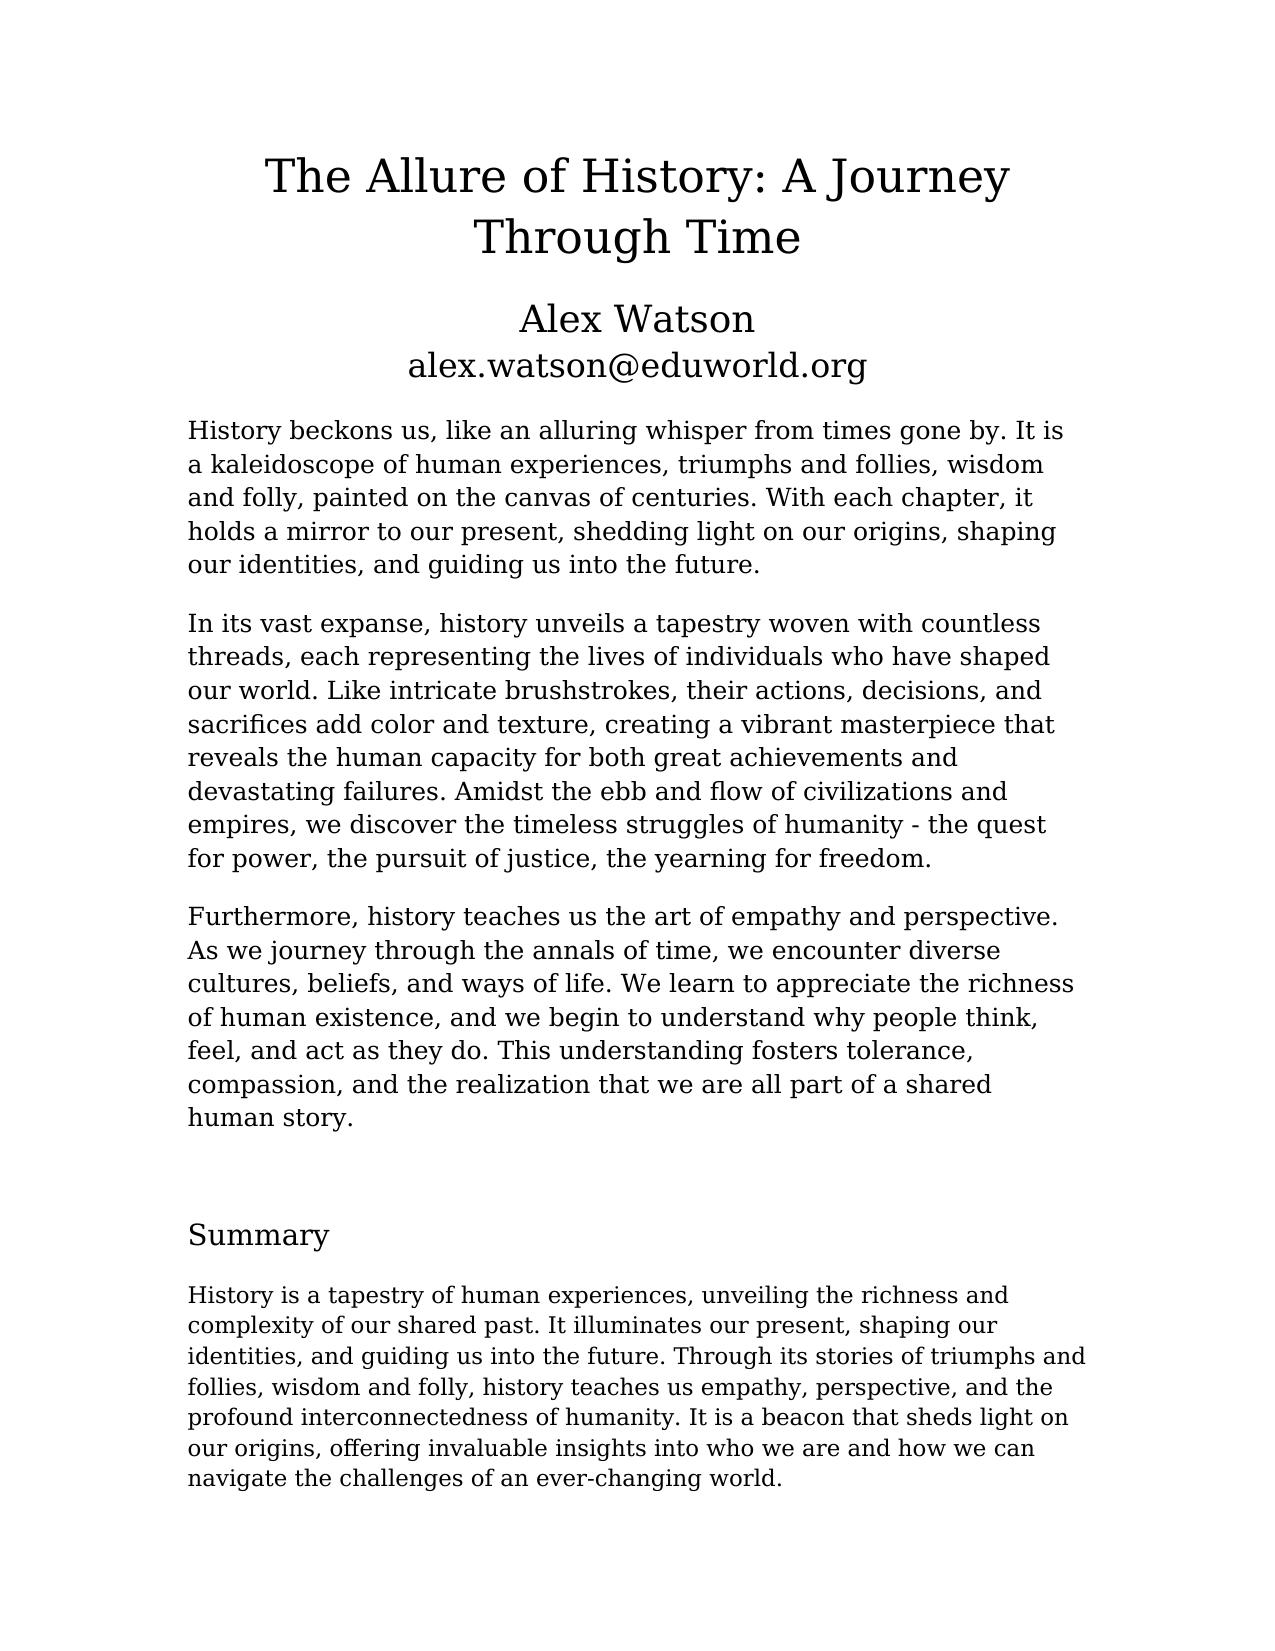 The Allure of History: A Journey
Through Time
Alex Watson
alex.watson@eduworld.org
History beckons us, like an alluring whisper from times gone by. It is
a kaleidoscope of human experiences, triumphs and follies, wisdom
and folly, painted on the canvas of centuries. With each chapter, it
holds a mirror to our present, shedding light on our origins, shaping
our identities, and guiding us into the future.
In its vast expanse, history unveils a tapestry woven with countless
threads, each representing the lives of individuals who have shaped
our world. Like intricate brushstrokes, their actions, decisions, and
sacrifices add color and texture, creating a vibrant masterpiece that
reveals the human capacity for both great achievements and
devastating failures. Amidst the ebb and flow of civilizations and
empires, we discover the timeless struggles of humanity - the quest
for power, the pursuit of justice, the yearning for freedom.
Furthermore, history teaches us the art of empathy and perspective.
As we journey through the annals of time, we encounter diverse
cultures, beliefs, and ways of life. We learn to appreciate the richness
of human existence, and we begin to understand why people think,
feel, and act as they do. This understanding fosters tolerance,
compassion, and the realization that we are all part of a shared
human story.
Summary
History is a tapestry of human experiences, unveiling the richness and
complexity of our shared past. It illuminates our present, shaping our
identities, and guiding us into the future. Through its stories of triumphs and
follies, wisdom and folly, history teaches us empathy, perspective, and the
profound interconnectedness of humanity. It is a beacon that sheds light on
our origins, offering invaluable insights into who we are and how we can
navigate the challenges of an ever-changing world.